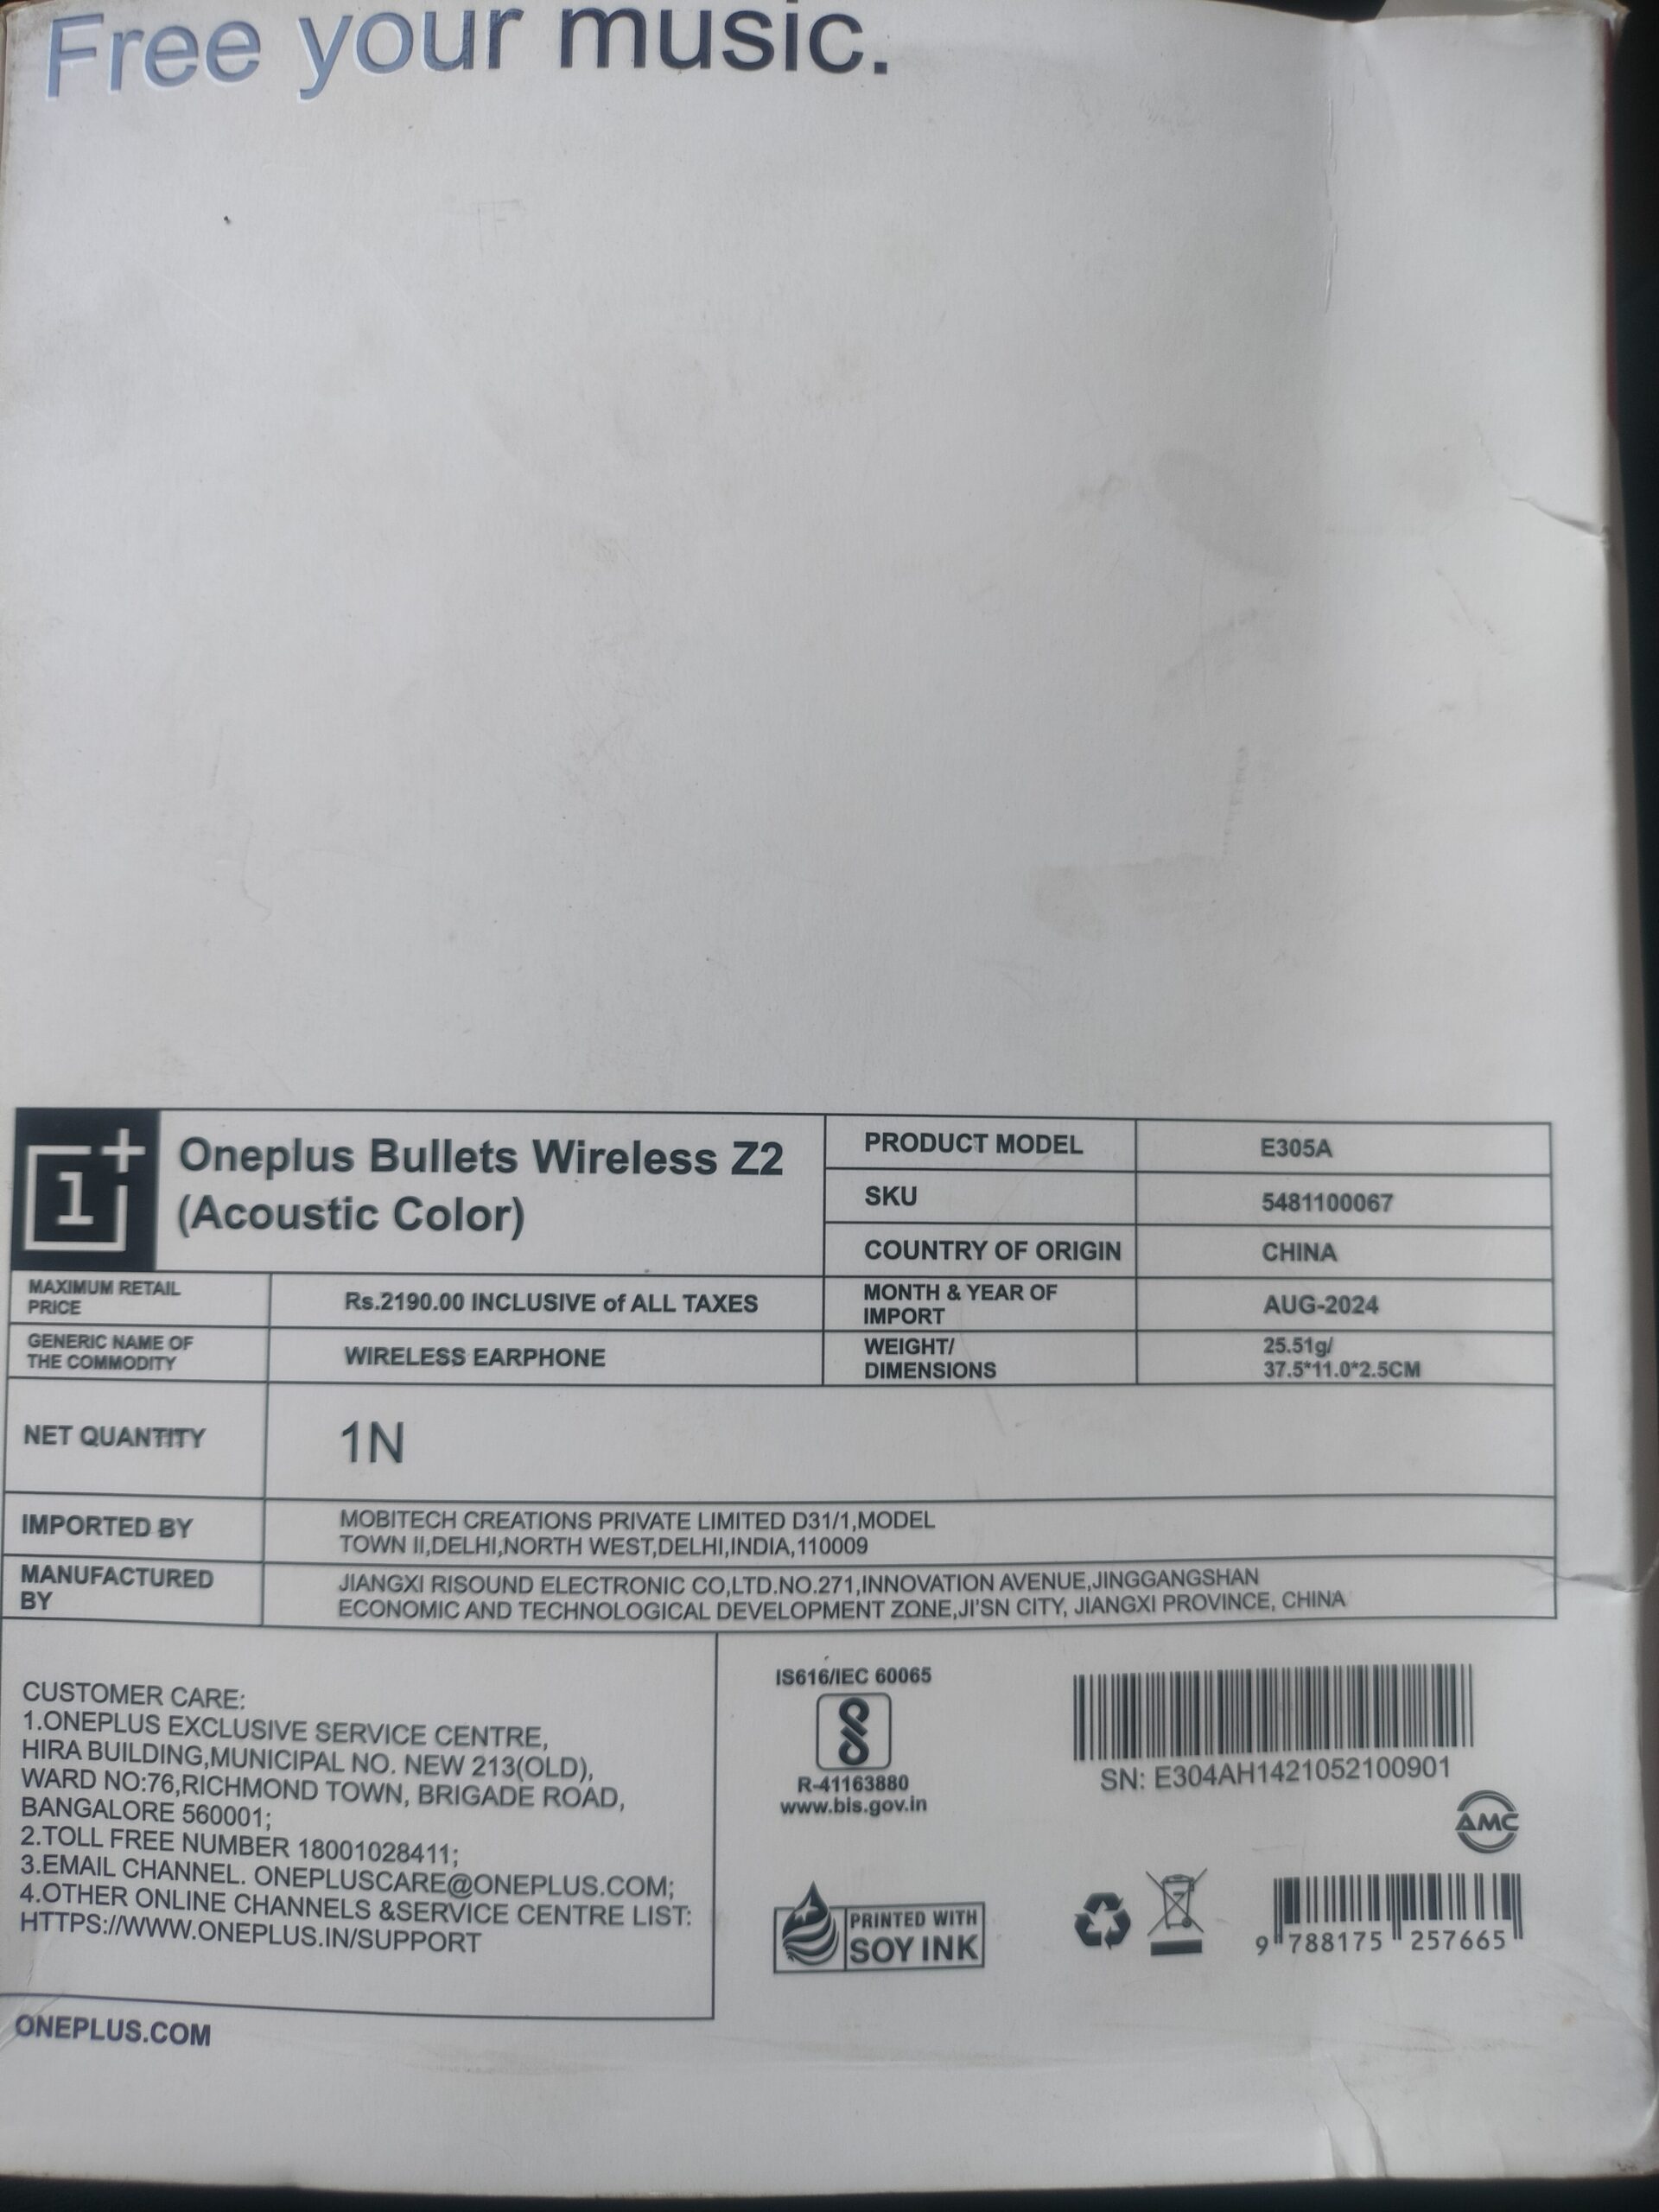 Free your music.
1+
Oneplus Bullets Wireless Z2
(Acoustic Color)
PRODUCT MODEL
E305A
SKU
5481100067
COUNTRY OF ORIGIN
CHINA
MAXIMUM RETAIL
PRICE
Rs.2190.00 INCLUSIVE of ALL TAXES
MONTH & YEAR OF
IMPORT
AUG-2024
GENERIC NAME OF
THE COMMODITY
WIRELESS EARPHONE
WEIGHT/
DIMENSIONS
25.51g/
37.5*11.0*2.5CM
NET QUANTITY
1N
IMPORTED BY
MOBITECH CREATIONS PRIVATE LIMITED D31/1,MODEL
TOWN II,DELHI,NORTH WEST,DELHI,INDIA,110009
MANUFACTURED
BY
JIANGXI RISOUND ELECTRONIC CO,LTD.NO.271,INNOVATION AVENUE,JINGGANGSHAN
ECONOMIC AND TECHNOLOGICAL DEVELOPMENT ZONE,JI'SN CITY, JIANGXI PROVINCE, CHINA
CUSTOMER CARE:
1.ONEPLUS EXCLUSIVE SERVICE CENTRE,
HIRA BUILDING,MUNICIPAL NO. NEW 213(OLD),
WARD NO:76,RICHMOND TOWN, BRIGADE ROAD,
BANGALORE 560001;
2.TOLL FREE NUMBER 18001028411;
3.EMAIL CHANNEL. ONEPLUSCARE@ONEPLUS.COM;
4.OTHER ONLINE CHANNELS &SERVICE CENTRE LIST:
HTTPS://WWW.ONEPLUS.IN/SUPPORT
IS616/IEC 60065
R-41163880
www.bis.gov.in
SN: E304AH1421052100901
AMC
PRINTED WITH
SOY INK
9 788175 257665
ONEPLUS.COM